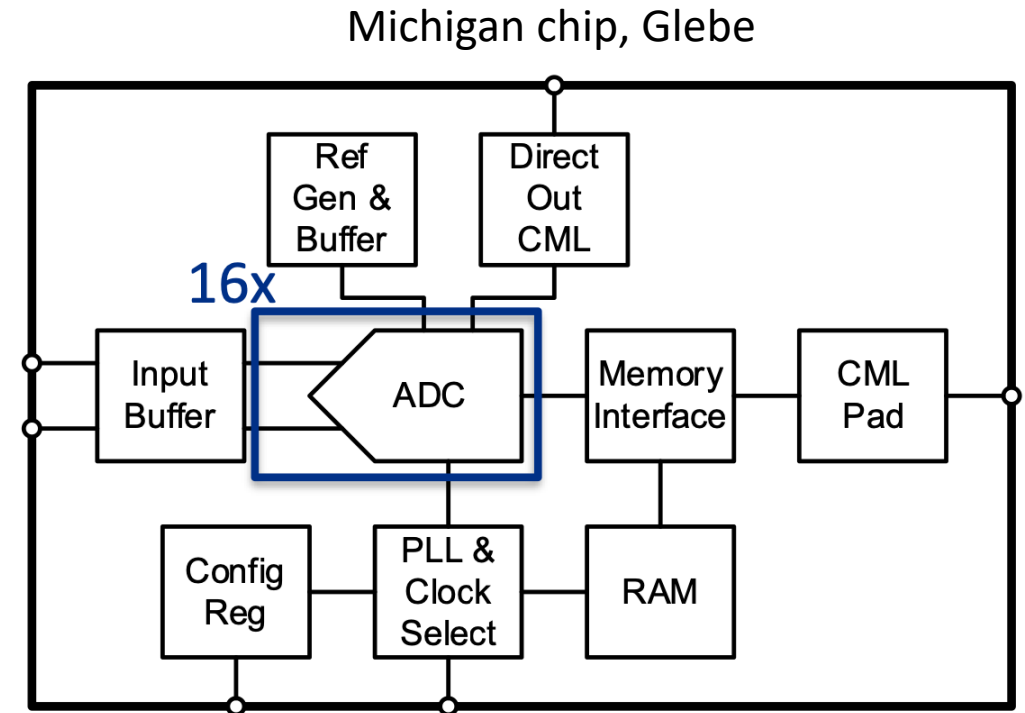 Michigan chip, Glebe
Ref
Gen &
Buffer
Direct
Out
CML
16x
Input
Buffer
ADC
Memory
Interface
CML
Pad
Config
Reg
PLL &
Clock
Select
RAM